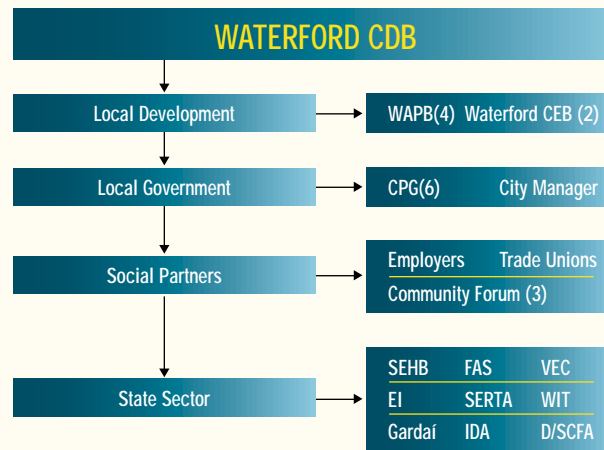 WATERFORD CDB
Local Development
WAPB(4) Waterford CEB (2)
Local Government
CPG(6) City Manager
Social Partners
Employers Trade Unions
Community Forum (3)
State Sector
SEHB FAS VEC
EI SERTA WIT
Gardaí IDA D/SCFA